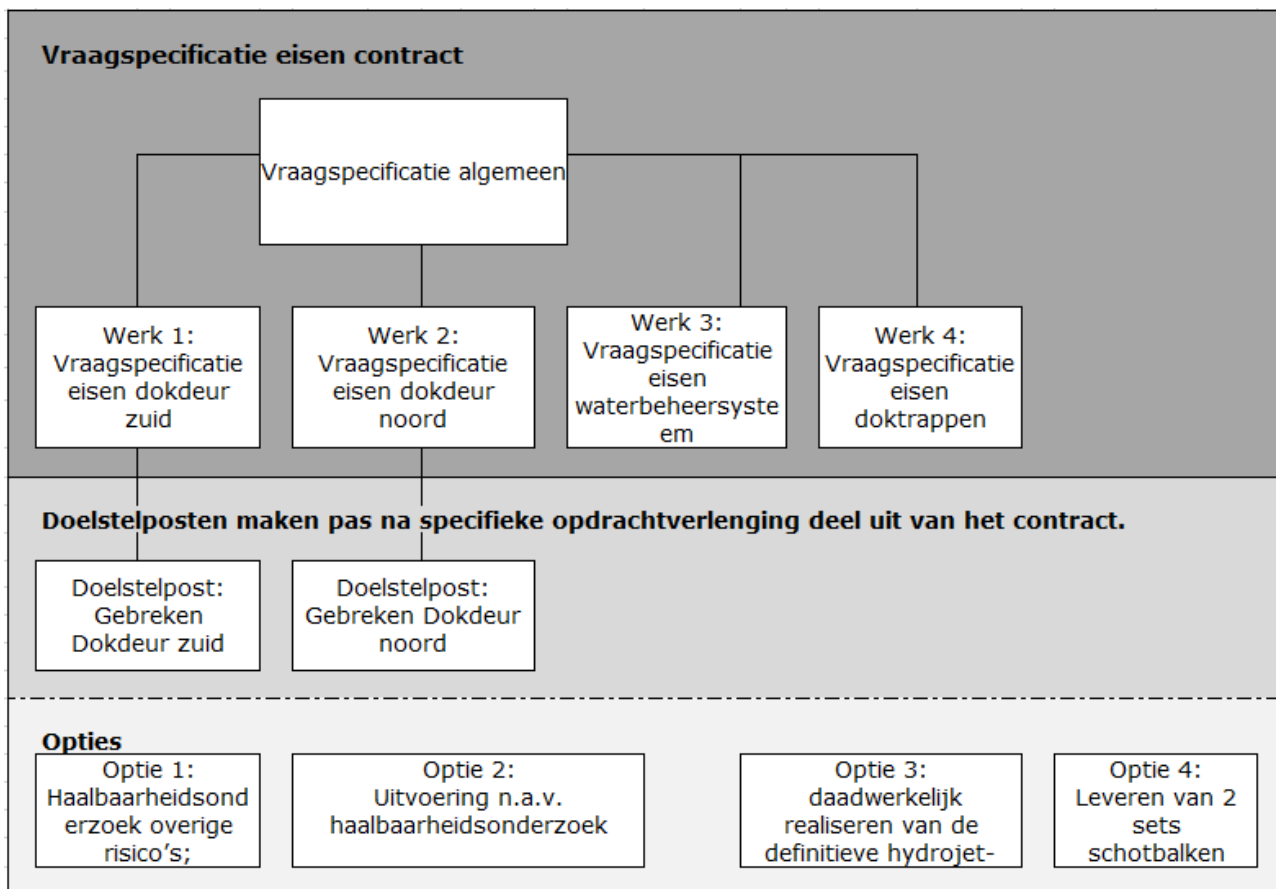 Vraagspecificatie eisen contract
Vraagspecificatie algemeen
Werk 1:
Vraagspecificatie
eisen dokdeur
zuid
Werk 2:
Vraagspecificatie
eisen dokdeur
noord
Werk 3:
Vraagspecificatie
eisen
waterbeheersyste
em
Werk 4:
Vraagspecificatie
eisen
doktrappen
Doelstelposten maken pas na specifieke opdrachtverlenging deel uit van het contract.
Doelstelpost:
Gebreken
Dokdeur zuid
Doelstelpost:
Gebreken Dokdeur
noord
Opties
Optie 1:
Haalbaarheidsond
erzoek overige
risico's;
Optie 2:
Uitvoering n.a.v.
haalbaarheidsonderzoek
Optie 3:
daadwerkelijk
realiseren van de
definitieve hydrojet-
Optie 4:
Leveren van 2
sets
schotbalken